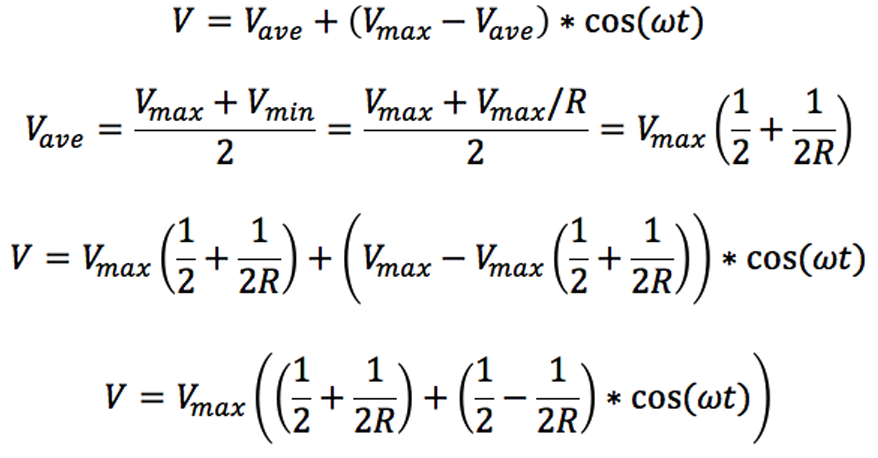 V = V_ave + (V_max − V_ave) * cos(ωt)
V_ave = (V_max + V_min)/2 = (V_max + V_max/R)/2 = V_max(1/2 + 1/2R)
V = V_max(1/2 + 1/2R) + (V_max − V_max(1/2 + 1/2R)) * cos(ωt)
V = V_max((1/2 + 1/2R) + (1/2 − 1/2R) * cos(ωt))